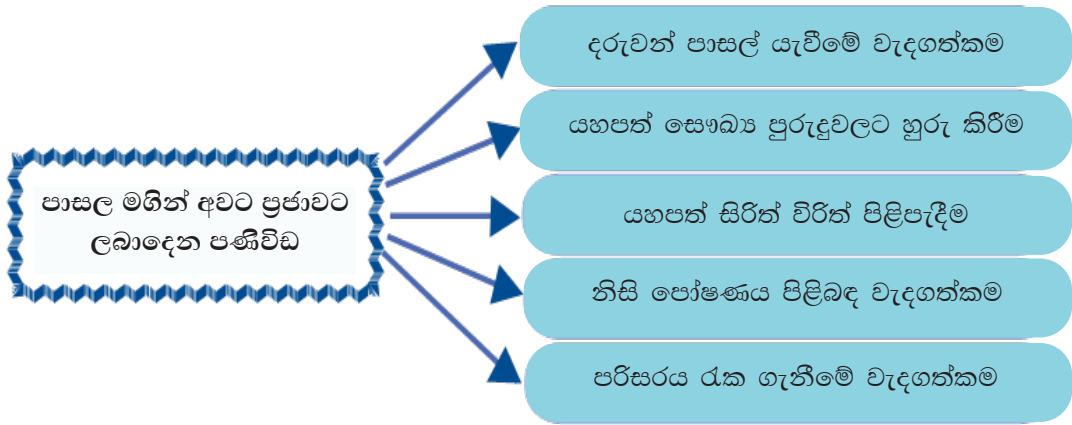 පාසල මගින් අවට ප්‍රජාවට
ලබාදෙන පණිවිඩ
දරුවන් පාසල් යැවීමේ වැදගත්කම
යහපත් සෞඛ්‍ය පුරුදුවලට හුරු කිරීම
යහපත් සිරිත් විරිත් පිළිපැදීම
නිසි පෝෂණය පිළිබඳ වැදගත්කම
පරිසරය රැක ගැනීමේ වැදගත්කම